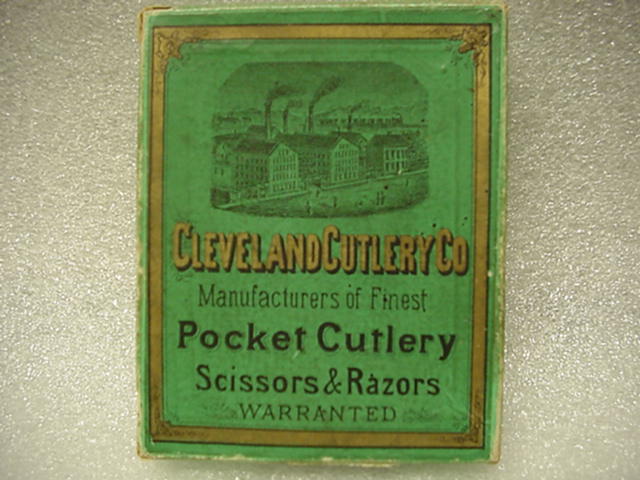 CLEVELAND CUTLERY CO
Manufacturers of Finest
Pocket Cutlery
Scissors & Razors
WARRANTED